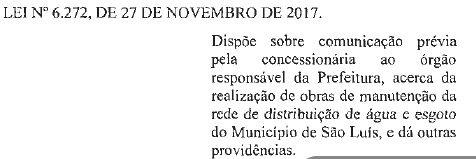 LEI Nº 6.272, DE 27 DE NOVEMBRO DE 2017.
Dispõe sobre comunicação prévia
pela concessionária ao órgão
responsável da Prefeitura, acerca da
realização de obras de manutenção da
rede de distribuição de água e esgoto
do Município de São Luís, e dá outras
providências.